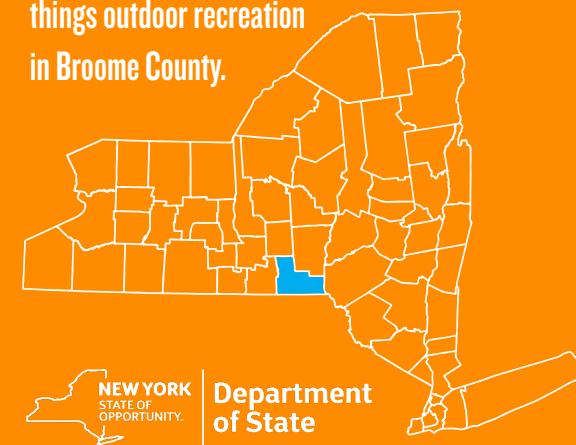 things outdoor recreation
in Broome County.
NEW YORK
STATE OF
OPPORTUNITY.
Department
of State